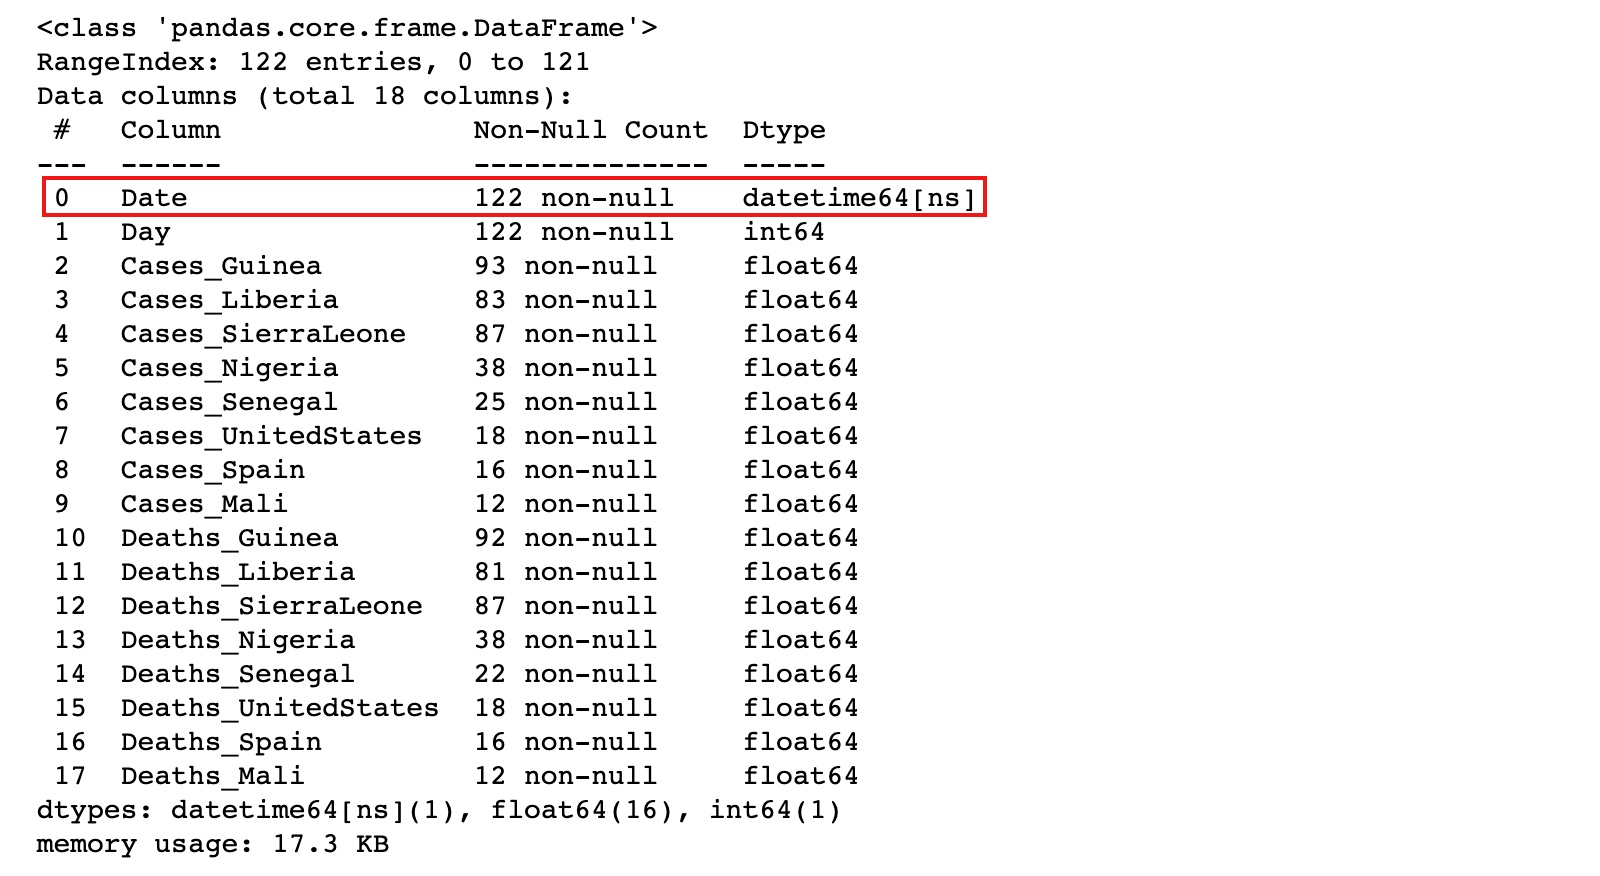 <class 'pandas.core.frame.DataFrame'>
RangeIndex: 122 entries, 0 to 121
Data columns (total 18 columns):
 #   Column               Non-Null Count  Dtype
---  ------               --------------  -----
 0   Date                 122 non-null    datetime64[ns]
 1   Day                  122 non-null    int64
 2   Cases_Guinea         93 non-null     float64
 3   Cases_Liberia        83 non-null     float64
 4   Cases_SierraLeone    87 non-null     float64
 5   Cases_Nigeria        38 non-null     float64
 6   Cases_Senegal        25 non-null     float64
 7   Cases_UnitedStates   18 non-null     float64
 8   Cases_Spain          16 non-null     float64
 9   Cases_Mali           12 non-null     float64
 10  Deaths_Guinea        92 non-null     float64
 11  Deaths_Liberia       81 non-null     float64
 12  Deaths_SierraLeone   87 non-null     float64
 13  Deaths_Nigeria       38 non-null     float64
 14  Deaths_Senegal       22 non-null     float64
 15  Deaths_UnitedStates  18 non-null     float64
 16  Deaths_Spain         16 non-null     float64
 17  Deaths_Mali          12 non-null     float64
dtypes: datetime64[ns](1), float64(16), int64(1)
memory usage: 17.3 KB